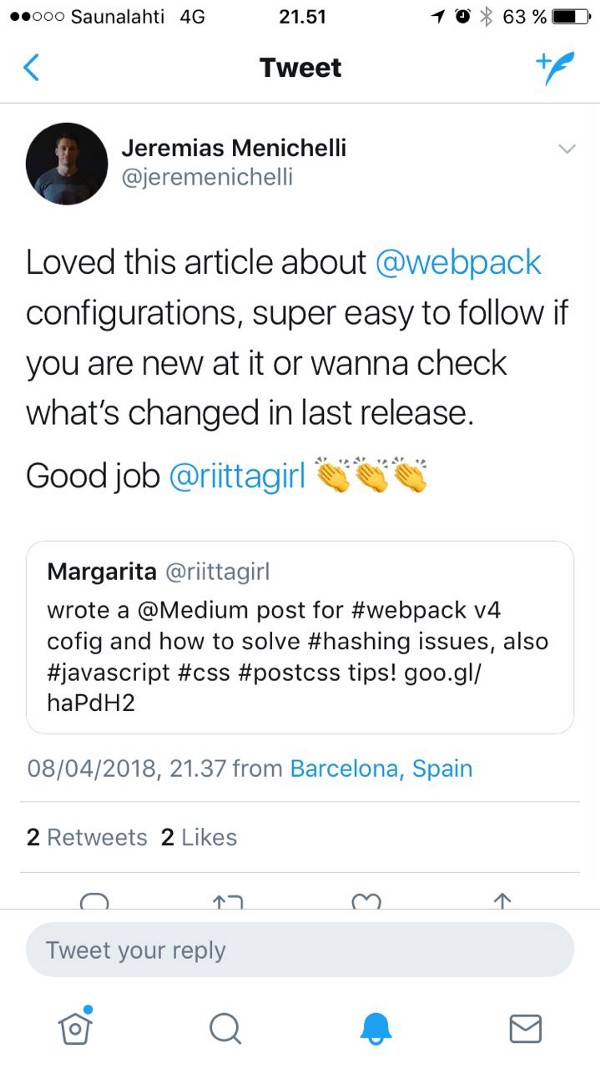 Saunalahti 4G 21.51 63 %
Tweet
Jeremias Menichelli
@jeremenichelli
Loved this article about @webpack
configurations, super easy to follow if
you are new at it or wanna check
what's changed in last release.
Good job @riittagirl 👏👏👏
Margarita @riittagirl
wrote a @Medium post for #webpack v4
cofig and how to solve #hashing issues, also
#javascript #css #postcss tips! goo.gl/
haPdH2
08/04/2018, 21.37 from Barcelona, Spain
2 Retweets 2 Likes
Tweet your reply